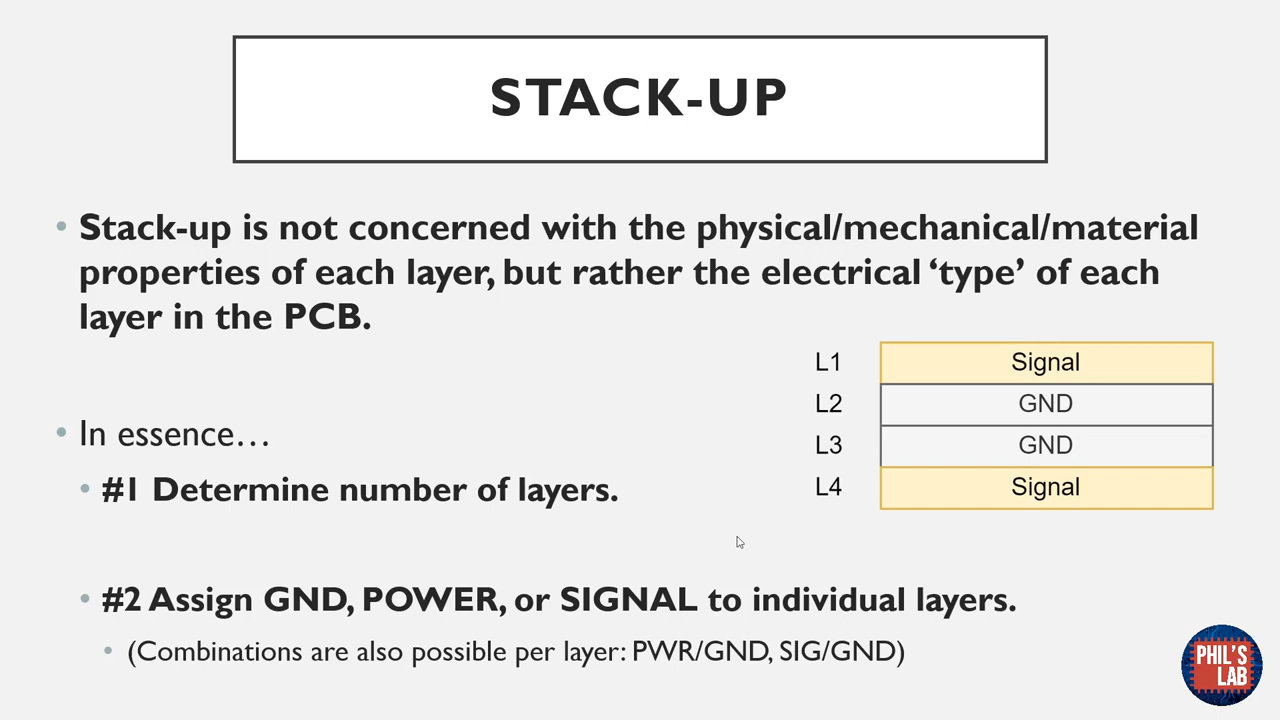 STACK-UP
Stack-up is not concerned with the physical/mechanical/material
properties of each layer, but rather the electrical ‘type’ of each
layer in the PCB.
L1 Signal
L2 GND
L3 GND
L4 Signal
In essence…
#1 Determine number of layers.
#2 Assign GND, POWER, or SIGNAL to individual layers.
(Combinations are also possible per layer: PWR/GND, SIG/GND)
PHIL'S
LAB